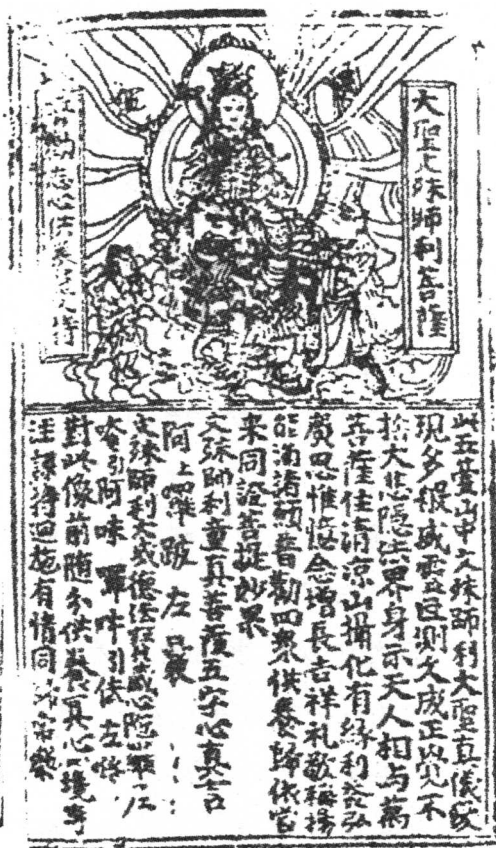 大聖文殊師利菩薩
普勸志心供養受持
此五臺山中文殊師利大聖真儀
現多般威靈叵測久成正覺不
捨大悲隱法界身示天人相與萬
菩薩住清涼山攝化有緣利益弘
廣思惟憶念增長吉祥禮敬稱揚
能滿諸願普勸四眾供養歸依
來同證菩提妙果
文殊師利童真菩薩五字心真言
阿上囉跛左曩
文殊師利大威德法寶藏心陀羅尼
唵引阿味囉吽引佉左
對此像前隨分供養真心境專
注課持迴施有情同